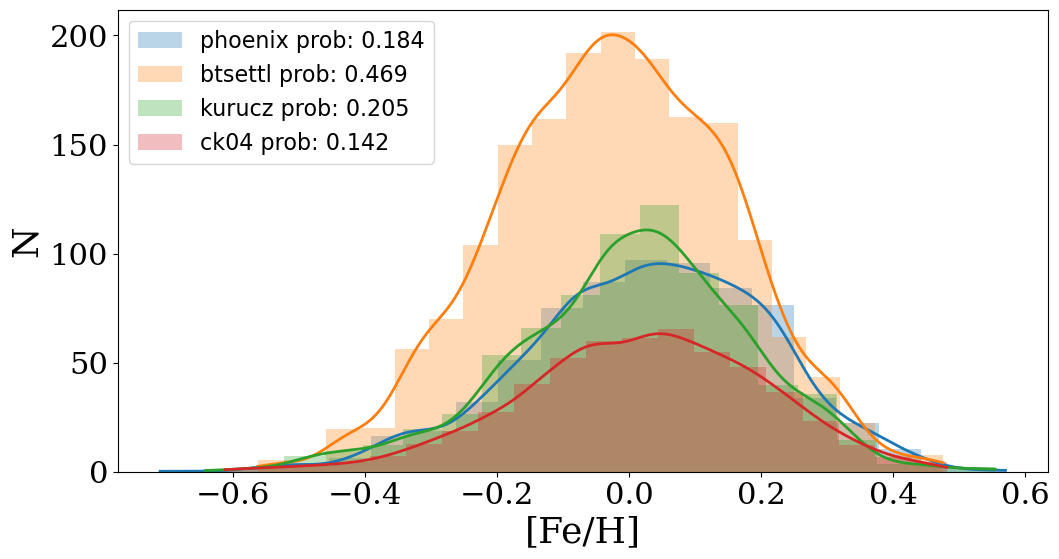 phoenix prob: 0.184
btsettl prob: 0.469
kurucz prob: 0.205
ck04 prob: 0.142
200
150
100
50
0
N
−0.6 −0.4 −0.2 0.0 0.2 0.4 0.6
[Fe/H]